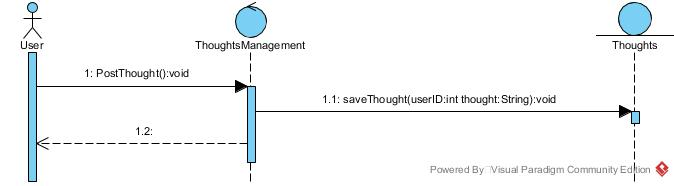 User
ThoughtsManagement
Thoughts
1: PostThought():void
1.1: saveThought(userID:int thought:String):void
1.2:
Powered By Visual Paradigm Community Edition